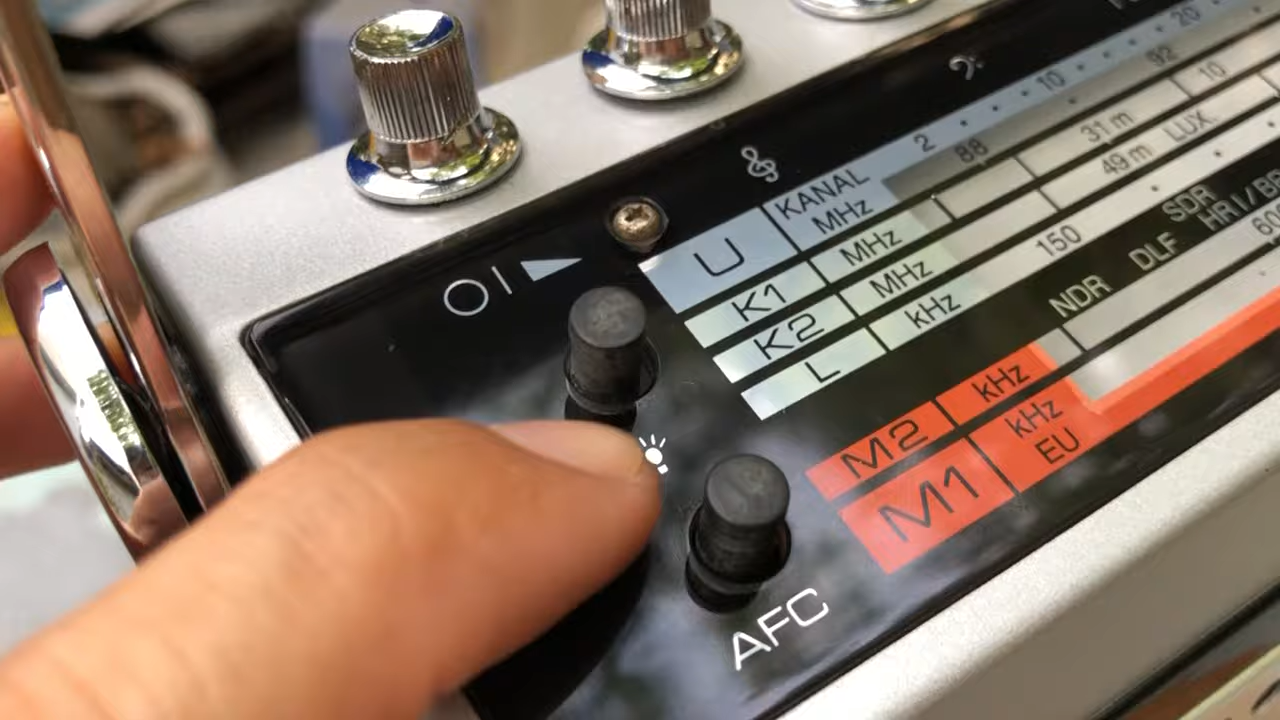 20
2 10
U KANAL MHz 88 92
K1 MHz 31 m 10
K2 MHz 49 m LUX.
L kHz 150
NDR DLF SDR
HR I/BR
M2 kHz 60
M1 kHz
EU
AFC